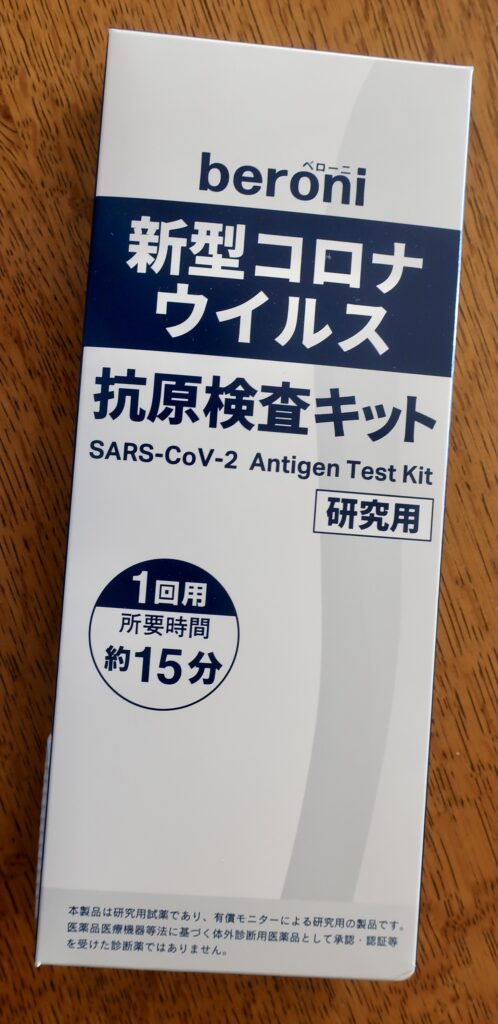 ベローニ
beroni
新型コロナ
ウイルス
抗原検査キット
SARS-CoV-2 Antigen Test Kit
研究用
1回用
所要時間
約15分
本製品は研究用試薬であり、有償モニターによる研究用の製品です。
医薬品医療機器等法に基づく体外診断用医薬品として承認・認証等
を受けた診断薬ではありません。